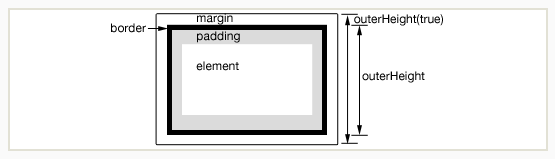 margin
outerHeight(true)
border
padding
element
outerHeight